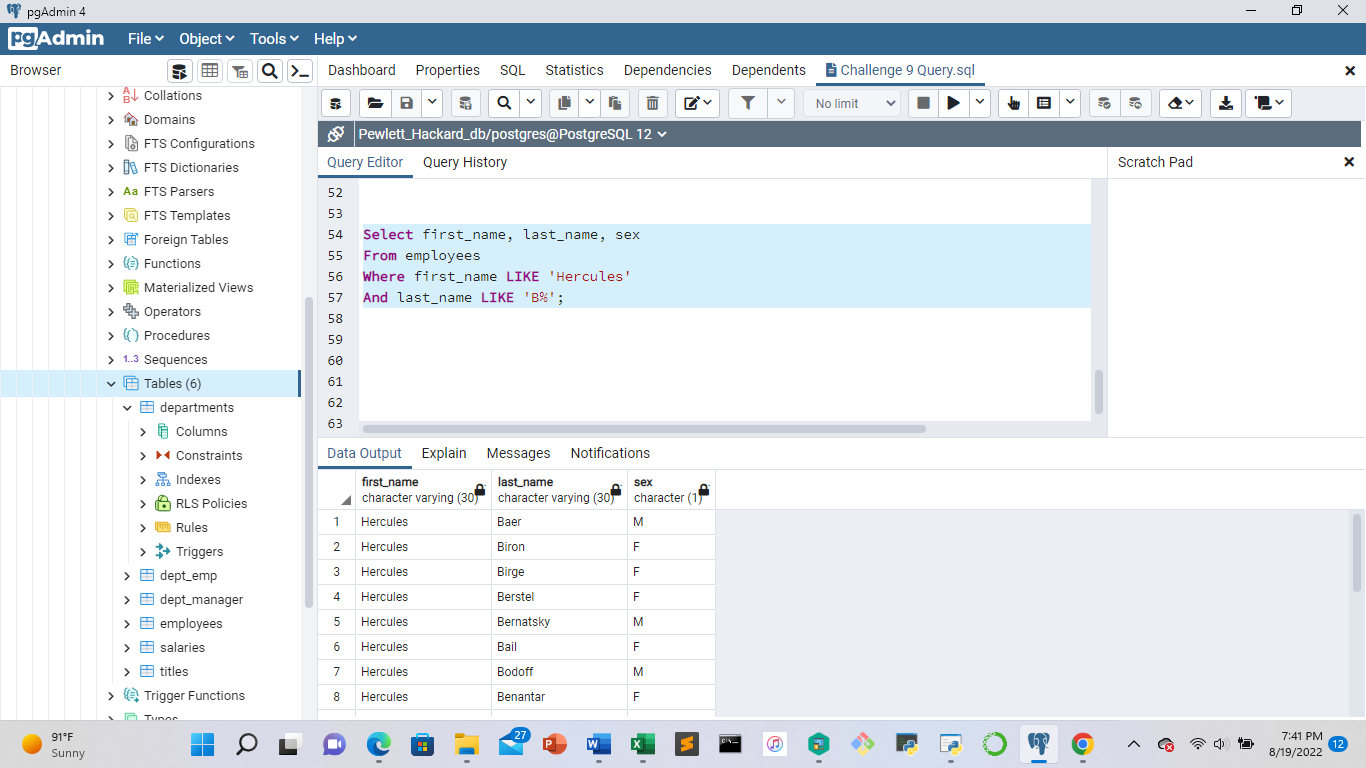 pgAdmin 4
pgAdmin File Object Tools Help
Browser
Dashboard Properties SQL Statistics Dependencies Dependents Challenge 9 Query.sql
No limit
Pewlett_Hackard_db/postgres@PostgreSQL 12
Query Editor Query History
Scratch Pad
Collations
Domains
FTS Configurations
FTS Dictionaries
Aa FTS Parsers
FTS Templates
Foreign Tables
Functions
Materialized Views
Operators
Procedures
1..3 Sequences
Tables (6)
departments
Columns
Constraints
Indexes
RLS Policies
Rules
Triggers
dept_emp
dept_manager
employees
salaries
titles
Trigger Functions
Types
52
53
54 Select first_name, last_name, sex
55 From employees
56 Where first_name LIKE 'Hercules'
57 And last_name LIKE 'B%';
58
59
60
61
62
63
Data Output Explain Messages Notifications
first_name last_name sex
character varying (30) character varying (30) character (1)
1 Hercules Baer M
2 Hercules Biron F
3 Hercules Birge F
4 Hercules Berstel F
5 Hercules Bernatsky M
6 Hercules Bail F
7 Hercules Bodoff M
8 Hercules Benantar F
91°F
Sunny
27
7:41 PM
8/19/2022
12